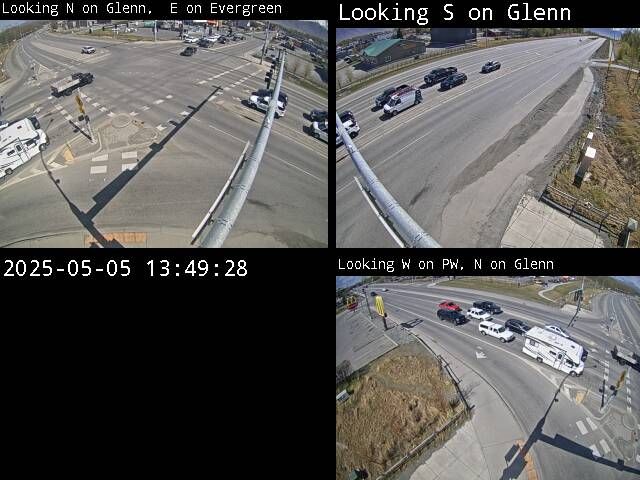 Looking N on Glenn,  E on Evergreen
Looking S on Glenn
2025-05-05 13:49:28
Looking W on PW, N on Glenn